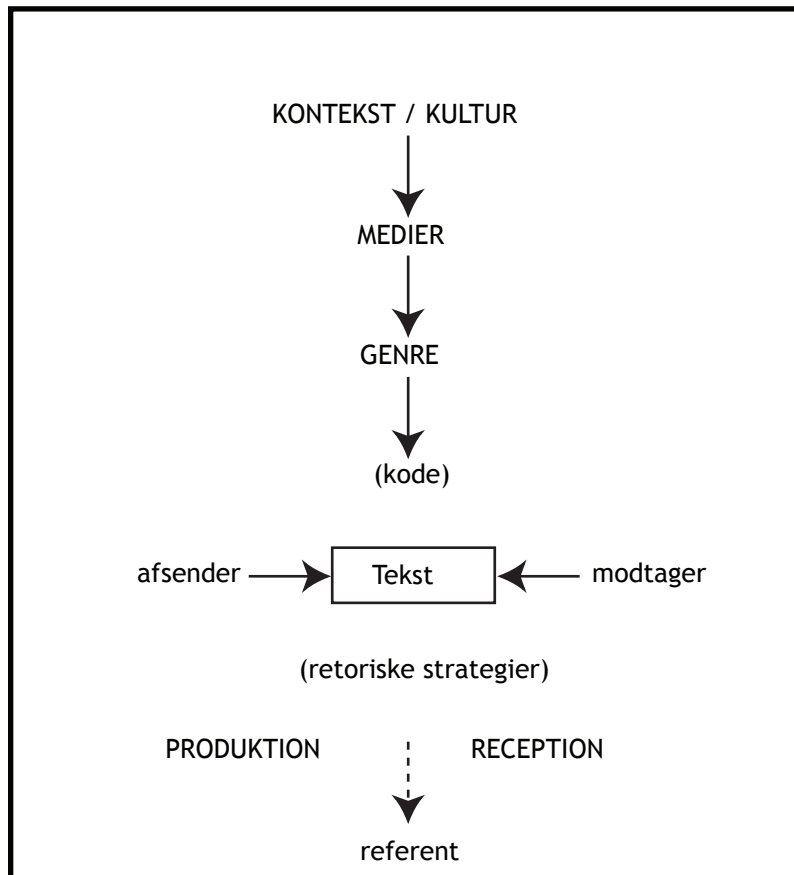 KONTEKST / KULTUR
MEDIER
GENRE
(kode)
afsender Tekst modtager
(retoriske strategier)
PRODUKTION RECEPTION
referent